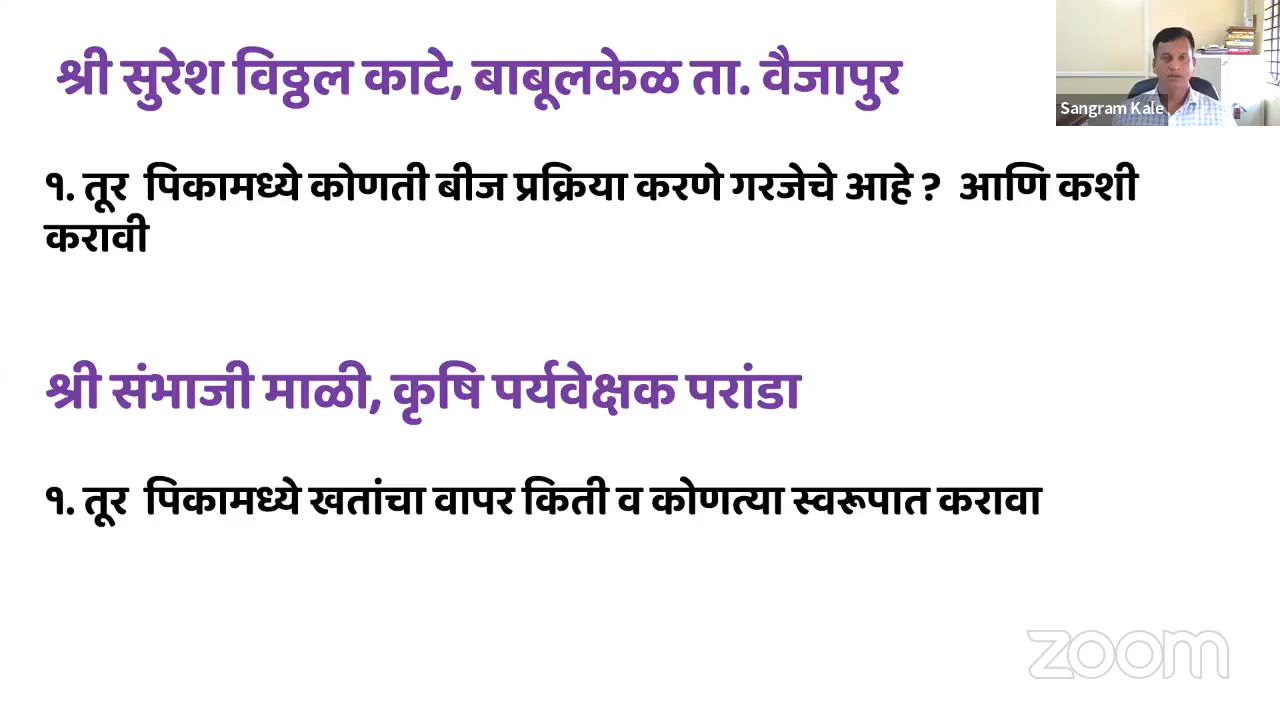 श्री सुरेश विठ्ठल काटे, बाबूलकेळ ता. वैजापुर
Sangram Kale
१. तूर पिकामध्ये कोणती बीज प्रक्रिया करणे गरजेचे आहे ? आणि कशी
करावी
श्री संभाजी माळी, कृषि पर्यवेक्षक परांडा
१. तूर पिकामध्ये खतांचा वापर किती व कोणत्या स्वरूपात करावा
zoom